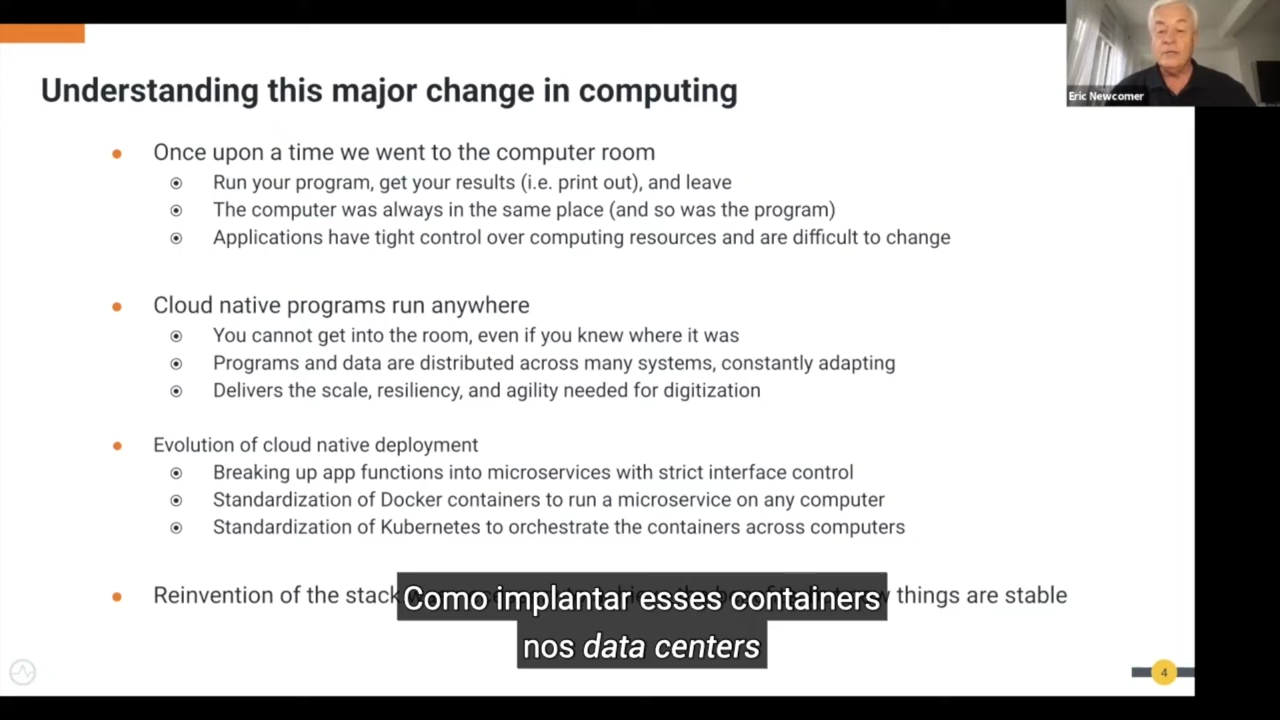 Eric Newcomer
Understanding this major change in computing
● Once upon a time we went to the computer room
Run your program, get your results (i.e. print out), and leave
The computer was always in the same place (and so was the program)
Applications have tight control over computing resources and are difficult to change
● Cloud native programs run anywhere
You cannot get into the room, even if you knew where it was
Programs and data are distributed across many systems, constantly adapting
Delivers the scale, resiliency, and agility needed for digitization
● Evolution of cloud native deployment
Breaking up app functions into microservices with strict interface control
Standardization of Docker containers to run a microservice on any computer
Standardization of Kubernetes to orchestrate the containers across computers
● Reinvention of the stack things are stable
Como implantar esses containers
nos data centers
4